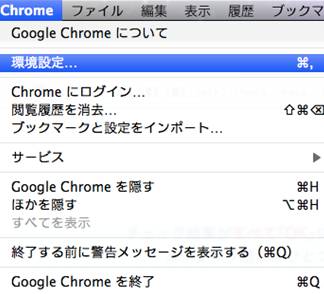 Chrome ファイル 編集 表示 履歴 ブックマ
Google Chrome について
環境設定... ⌘,
Chrome にログイン...
閲覧履歴を消去... ⇧⌘⌫
ブックマークと設定をインポート...
サービス ▶
Google Chrome を隠す ⌘H
ほかを隠す ⌥⌘H
すべてを表示
終了する前に警告メッセージを表示する（⌘Q）
Google Chrome を終了 ⌘Q